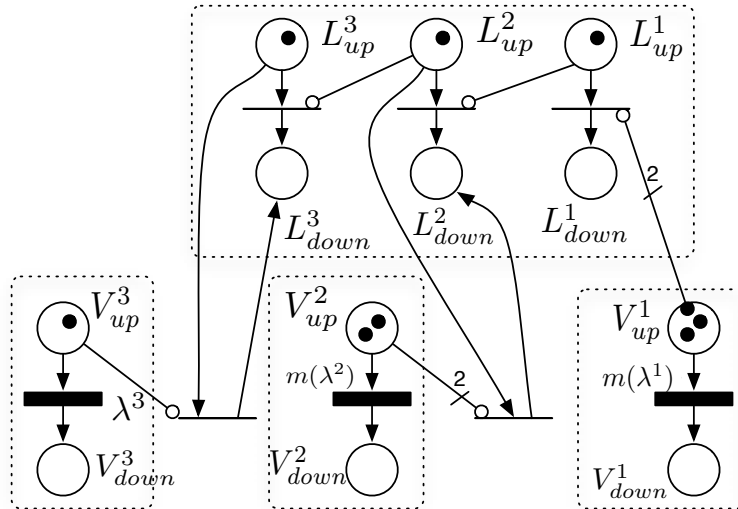 L^3_{up} L^2_{up} L^1_{up}
2
L^3_{down} L^2_{down} L^1_{down}
V^3_{up} V^2_{up} V^1_{up}
λ^3 m(λ^2) 2 m(λ^1)
V^3_{down} V^2_{down} V^1_{down}